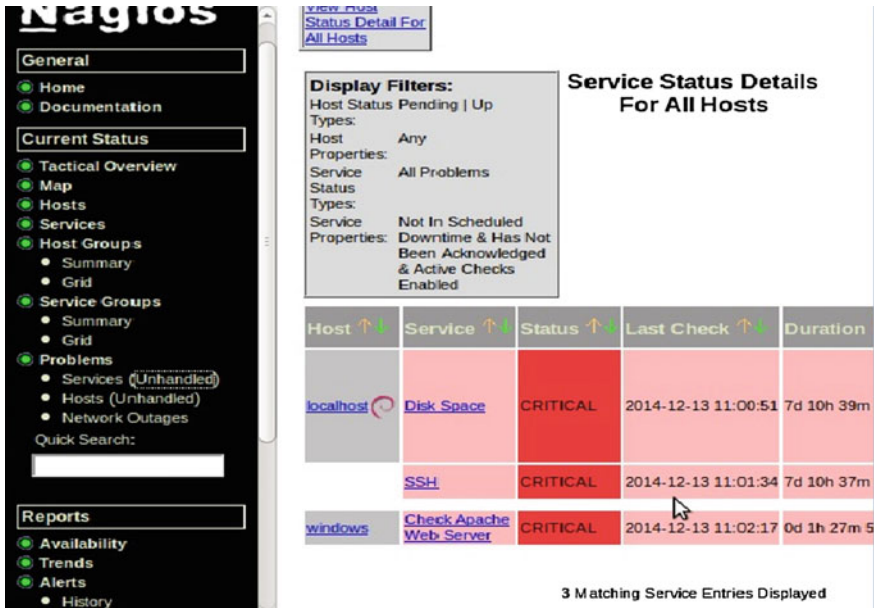 Nagios
General
Home
Documentation
Current Status
Tactical Overview
Map
Hosts
Services
Host Groups
Summary
Grid
Service Groups
Summary
Grid
Problems
Services (Unhandled)
Hosts (Unhandled)
Network Outages
Quick Search:
Reports
Availability
Trends
Alerts
History
View Host
Status Detail For
All Hosts
Display Filters:
Host Status Pending | Up
Types:
Host Any
Properties:
Service All Problems
Status
Types:
Service Not In Scheduled
Properties: Downtime & Has Not
Been Acknowledged
& Active Checks
Enabled
Service Status Details
For All Hosts
Host Service Status Last Check Duration
localhost Disk Space CRITICAL 2014-12-13 11:00:51 7d 10h 39m
SSH CRITICAL 2014-12-13 11:01:34 7d 10h 37m
windows Check Apache CRITICAL 2014-12-13 11:02:17 0d 1h 27m 5
Web Server
3 Matching Service Entries Displayed